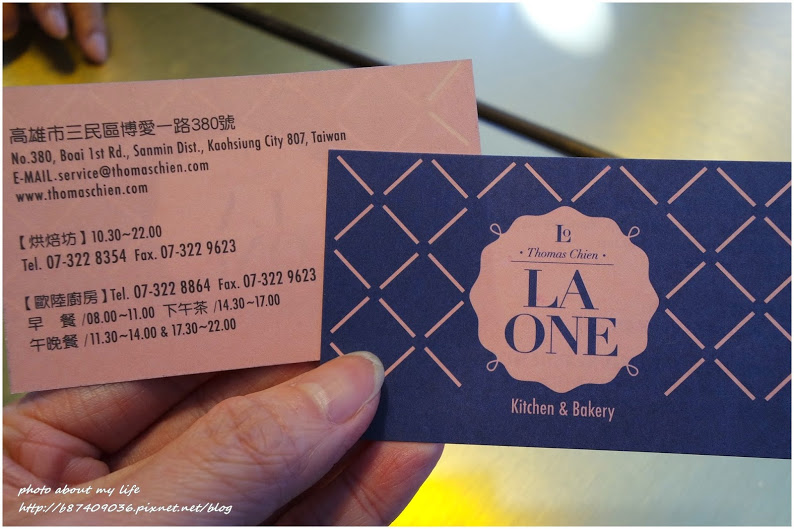 高雄市三民區博愛一路380號
No.380, Boai 1st Rd., Sanmin Dist., Kaohsiung City 807, Taiwan
E-MAIL.service@thomaschien.com
www.thomaschien.com
【烘焙坊】10.30~22.00
Tel. 07-322 8354 Fax. 07-322 9623
【歐陸廚房】Tel. 07-322 8864 Fax. 07-322 9623
早 餐 /08.00~11.00 下午茶 /14.30~17.00
午晚餐 /11.30~14.00 & 17.30~22.00
Lo
• Thomas Chien •
LA
ONE
Kitchen & Bakery
photo about my life
http://b87409036.pixnet.net/blog